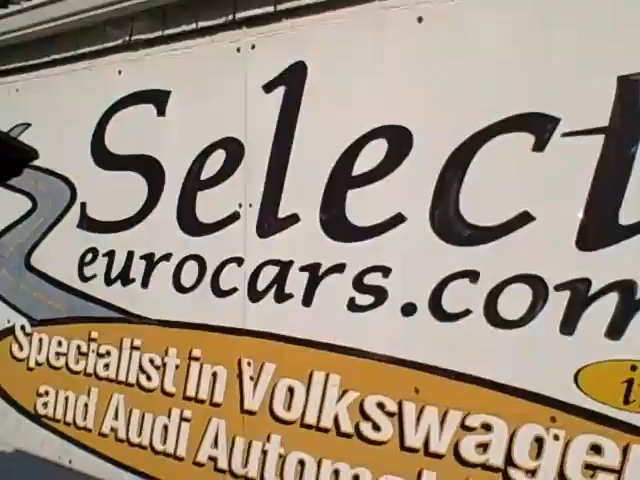 Select
eurocars.com
Specialist in Volkswagen
and Audi